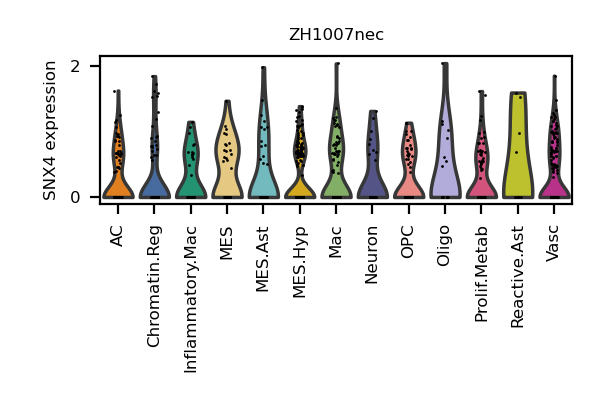 ZH1007nec
SNX4 expression
2
0
AC
Chromatin.Reg
Inflammatory.Mac
MES
MES.Ast
MES.Hyp
Mac
Neuron
OPC
Oligo
Prolif.Metab
Reactive.Ast
Vasc